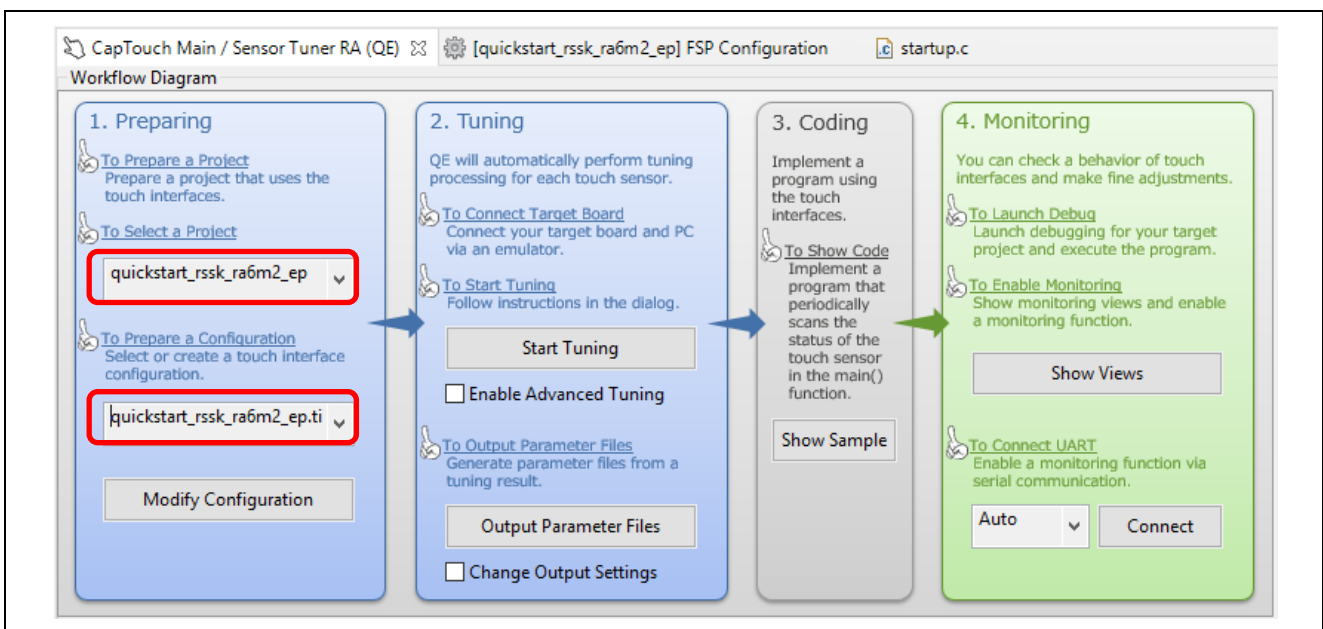 CapTouch Main / Sensor Tuner RA (QE)
[quickstart_rssk_ra6m2_ep] FSP Configuration
startup.c
Workflow Diagram
1. Preparing
To Prepare a Project
Prepare a project that uses the
touch interfaces.
To Select a Project
quickstart_rssk_ra6m2_ep
To Prepare a Configuration
Select or create a touch interface
configuration.
quickstart_rssk_ra6m2_ep.ti
Modify Configuration
2. Tuning
QE will automatically perform tuning
processing for each touch sensor.
To Connect Target Board
Connect your target board and PC
via an emulator.
To Start Tuning
Follow instructions in the dialog.
Start Tuning
Enable Advanced Tuning
To Output Parameter Files
Generate parameter files from a
tuning result.
Output Parameter Files
Change Output Settings
3. Coding
Implement a
program using
the touch
interfaces.
To Show Code
Implement a
program that
periodically
scans the
status of the
touch sensor
in the main()
function.
Show Sample
4. Monitoring
You can check a behavior of touch
interfaces and make fine adjustments.
To Launch Debug
Launch debugging for your target
project and execute the program.
To Enable Monitoring
Show monitoring views and enable
a monitoring function.
Show Views
To Connect UART
Enable a monitoring function via
serial communication.
Auto
Connect